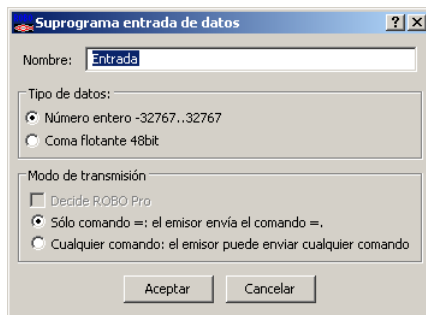 Suprograma entrada de datos
Nombre: Entrada
Tipo de datos:
Número entero -32767..32767
Coma flotante 48bit
Modo de transmisión
Decide ROBO Pro
Sólo comando =: el emisor envía el comando =.
Cualquier comando: el emisor puede enviar cualquier comando
Aceptar Cancelar